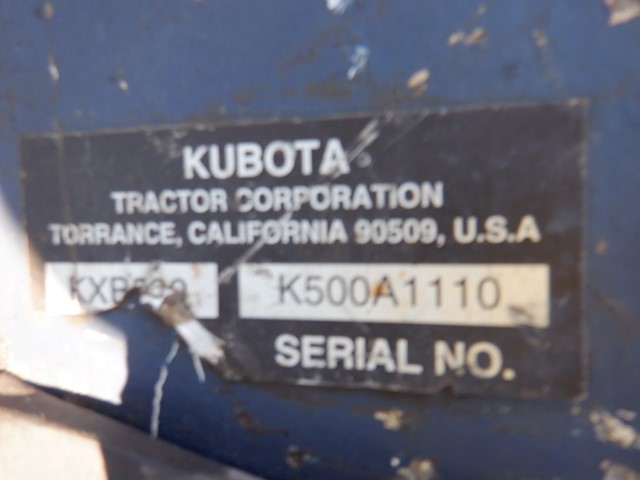 KUBOTA
TRACTOR CORPORATION
TORRANCE, CALIFORNIA 90509, U.S.A
K500A1110
SERIAL NO.